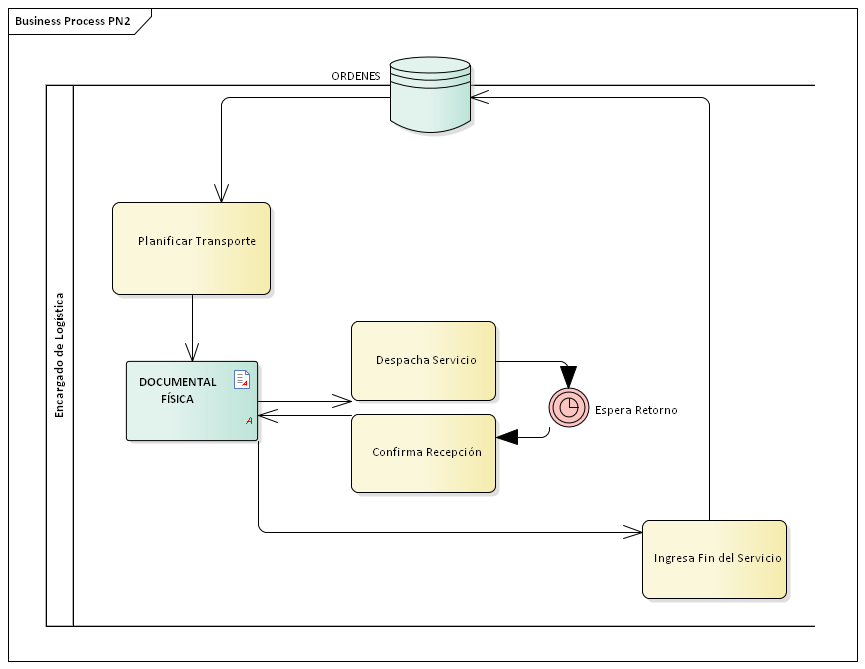 Business Process PN2
ORDENES
Encargado de Logística
Planificar Transporte
DOCUMENTAL
FÍSICA
A
Despacha Servicio
Espera Retorno
Confirma Recepción
Ingresa Fin del Servicio